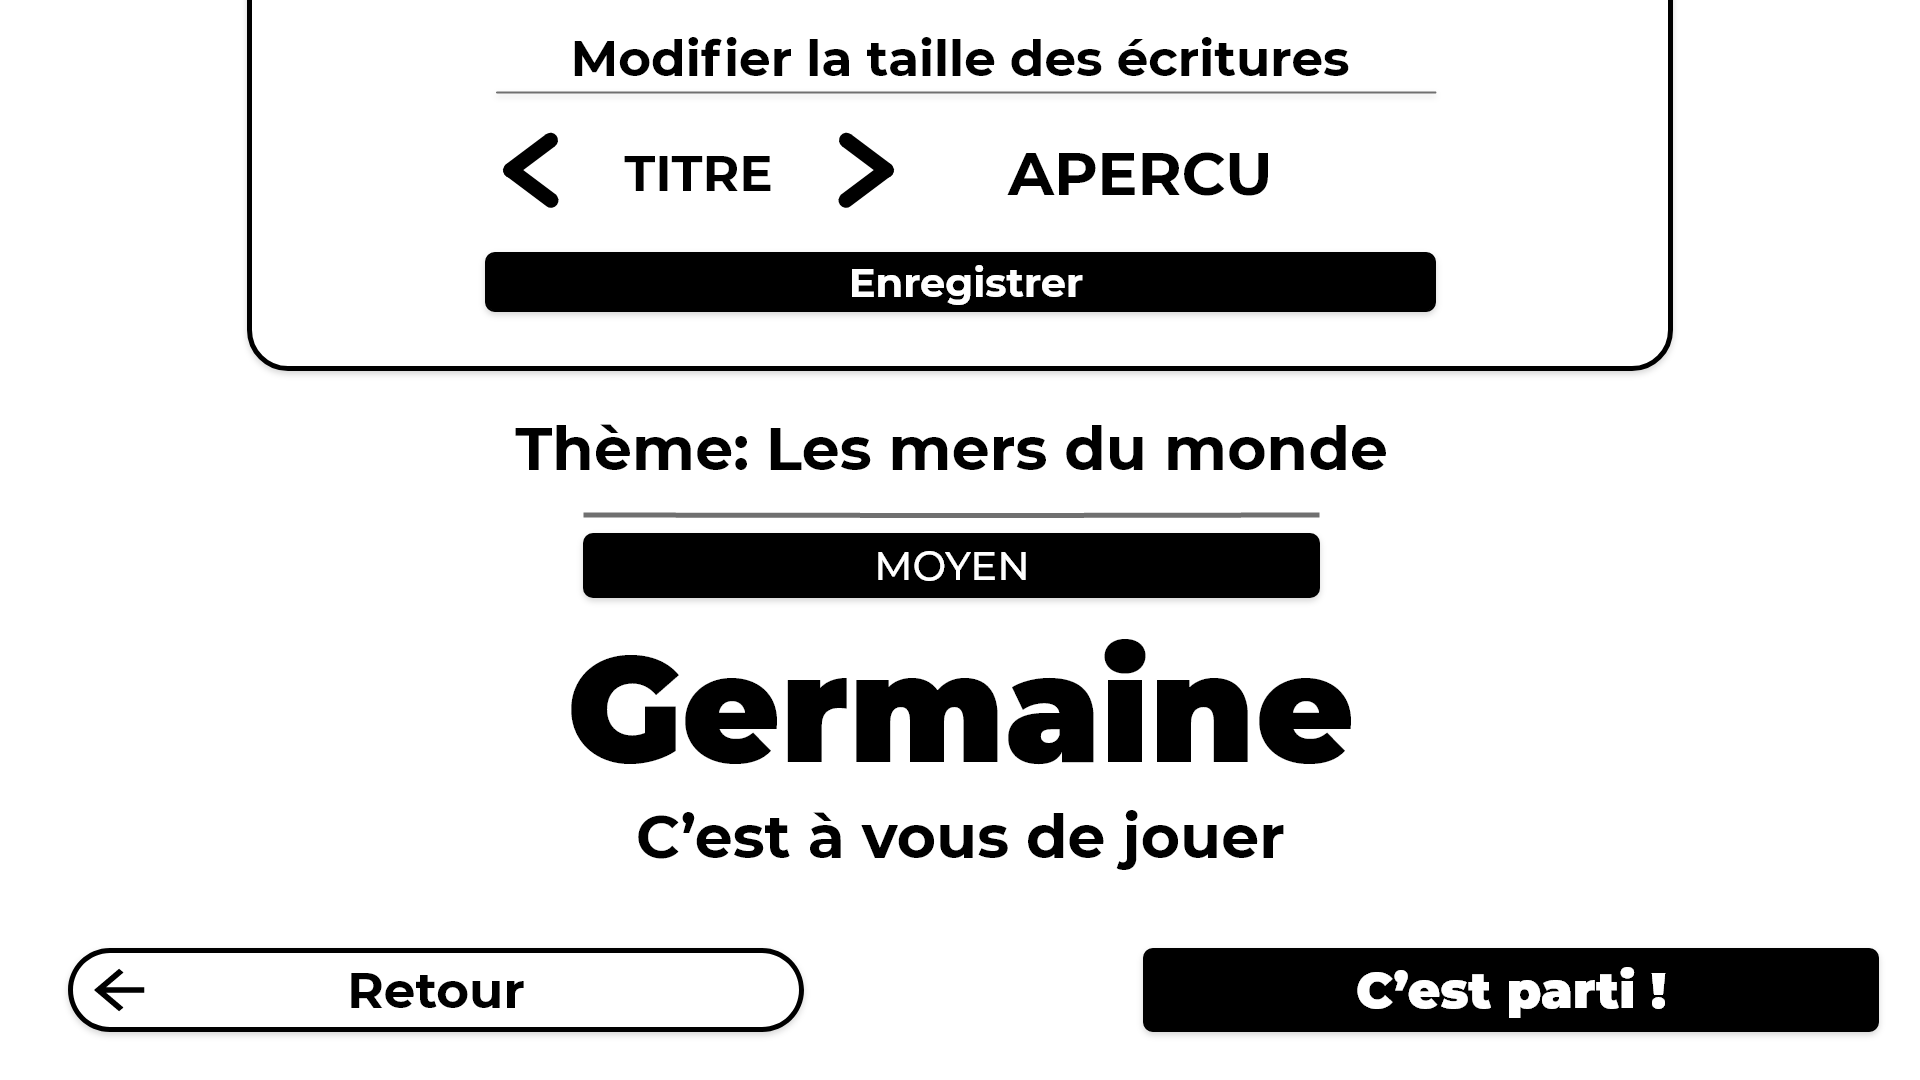 Modifier la taille des écritures
TITRE
APERCU
Enregistrer
Thème: Les mers du monde
MOYEN
Germaine
C’est à vous de jouer
Retour
C’est parti !